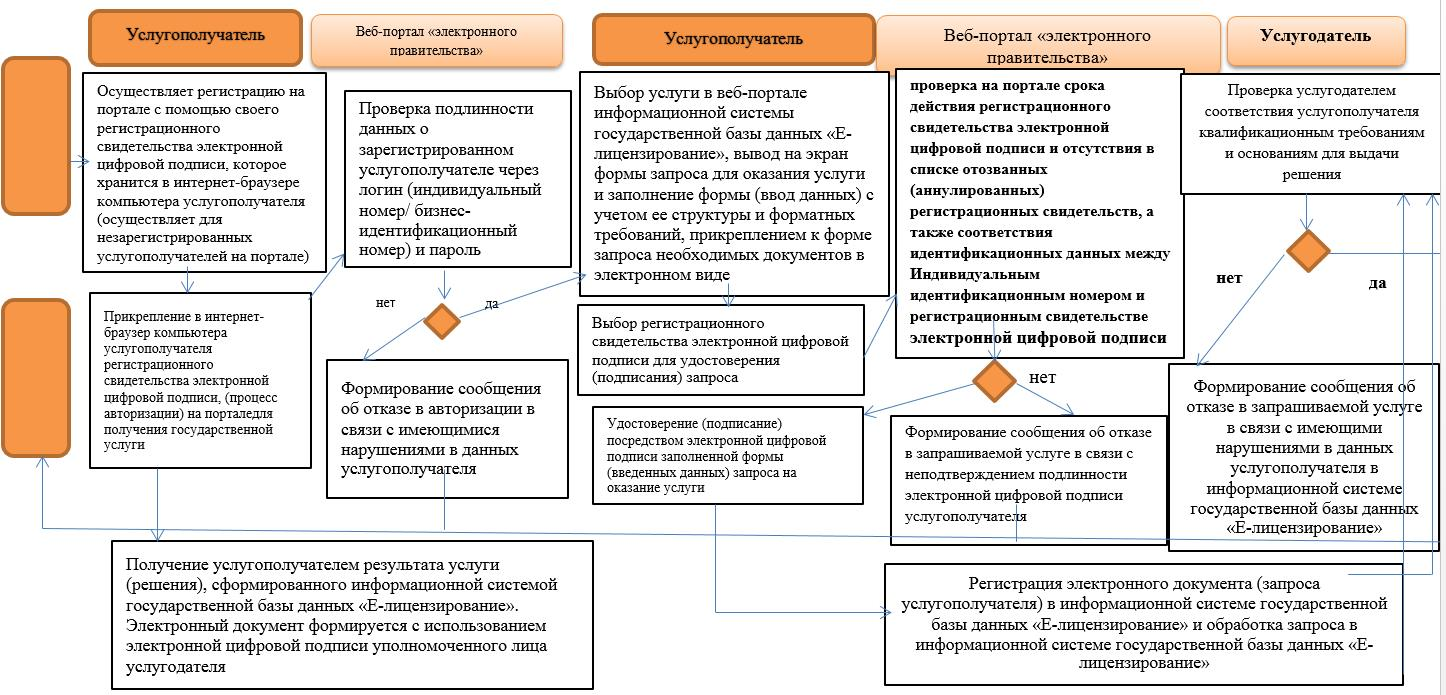 Услугополучатель
Веб-портал «электронного
правительства»
Услугополучатель
Веб-портал «электронного
правительства»
Услугодатель
Осуществляет регистрацию на
портале с помощью своего
регистрационного
свидетельства электронной
цифровой подписи, которое
хранится в интернет-браузере
компьютера услугополучателя
(осуществляет для
незарегистрированных
услугополучателей на портале)
Прикрепление в интернет-
браузер компьютера
услугополучателя
регистрационного
свидетельства электронной
цифровой подписи, (процесс
авторизации) на порталедля
получения государственной
услуги
Проверка подлинности
данных о
зарегистрированном
услугополучателе через
логин (индивидуальный
номер/ бизнес-
идентификационный
номер) и пароль
нет
да
Формирование сообщения
об отказе в авторизации в
связи с имеющимися
нарушениями в данных
услугополучателя
Выбор услуги в веб-портале
информационной системы
государственной базы данных «Е-
лицензирование», вывод на экран
формы запроса для оказания услуги
и заполнение формы (ввод данных) с
учетом ее структуры и форматных
требований, прикреплением к форме
запроса необходимых документов в
электронном виде
Выбор регистрационного
свидетельства электронной цифровой
подписи для удостоверения
(подписания) запроса
Удостоверение (подписание)
посредством электронной цифровой
подписи заполненной формы
(введенных данных) запроса на
оказание услуги
проверка на портале срока
действия регистрационного
свидетельства электронной
цифровой подписи и отсутствия в
списке отозванных
(аннулированных)
регистрационных свидетельств, а
также соответствия
идентификационных данных между
Индивидуальным
идентификационным номером и
регистрационным свидетельстве
электронной цифровой подписи
нет
Формирование сообщения об отказе
в запрашиваемой услуге в связи с
неподтверждением подлинности
электронной цифровой подписи
услугополучателя
Проверка услугодателем
соответствия услугополучателя
квалификационным требованиям
и основаниям для выдачи
решения
нет
да
Формирование сообщения об
отказе в запрашиваемой услуге
в связи с имеющими
нарушениями в данных
услугополучателя в
информационной системе
государственной базы данных
«Е-лицензирование»
Получение услугополучателем результата услуги
(решения), сформированного информационной системой
государственной базы данных «Е-лицензирование».
Электронный документ формируется с использованием
электронной цифровой подписи уполномоченного лица
услугодателя
Регистрация электронного документа (запроса
услугополучателя) в информационной системе государственной
базы данных «Е-лицензирование» и обработка запроса в
информационной системе государственной базы данных «Е-
лицензирование»